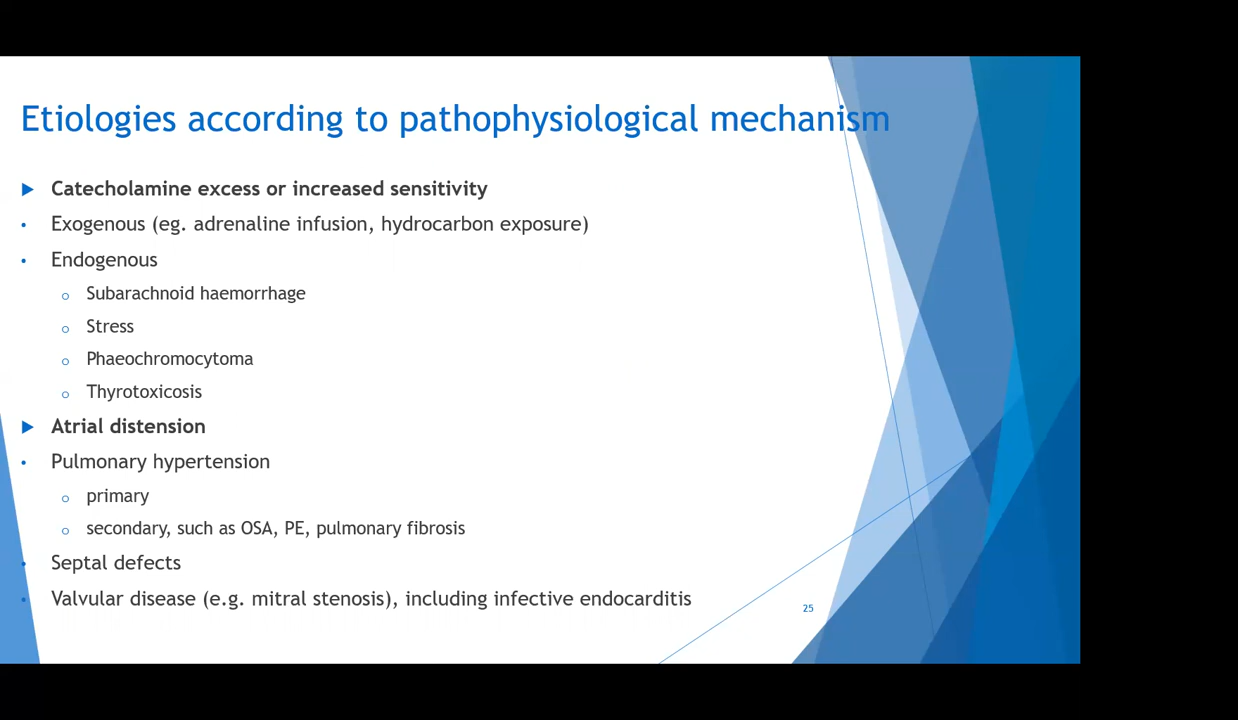 Etiologies according to pathophysiological mechanism
Catecholamine excess or increased sensitivity
Exogenous (eg. adrenaline infusion, hydrocarbon exposure)
Endogenous
Subarachnoid haemorrhage
Stress
Phaeochromocytoma
Thyrotoxicosis
Atrial distension
Pulmonary hypertension
primary
secondary, such as OSA, PE, pulmonary fibrosis
Septal defects
Valvular disease (e.g. mitral stenosis), including infective endocarditis
25